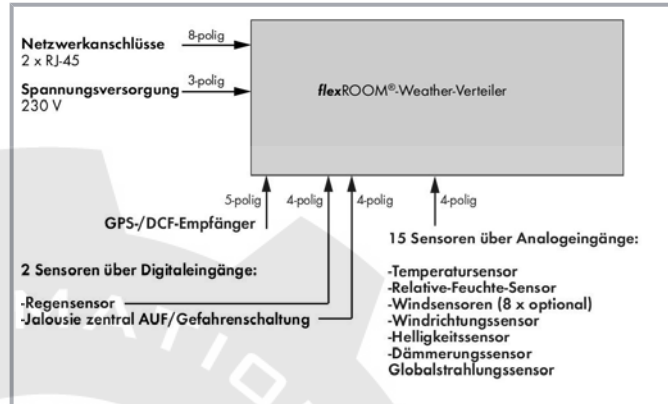 Netzwerkanschlüsse
2 x RJ-45
8-polig
Spannungsversorgung
230 V
3-polig
flexROOM®-Weather-Verteiler
5-polig
4-polig
4-polig
4-polig
GPS-/DCF-Empfänger
2 Sensoren über Digitaleingänge:
-Regensensor
-Jalousie zentral AUF/Gefahrenschaltung
15 Sensoren über Analogeingänge:
-Temperatursensor
-Relative-Feuchte-Sensor
-Windsensoren (8 x optional)
-Windrichtungssensor
-Helligkeitssensor
-Dämmerungssensor
Globalstrahlungssensor
MATIO